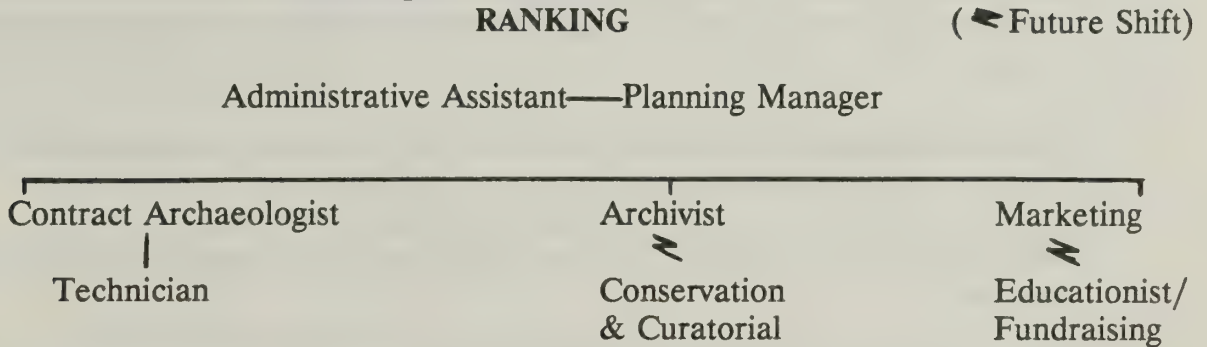 RANKING
( Future Shift)
Administrative Assistant——Planning Manager
Contract Archaeologist
Archivist
Marketing
Technician
Conservation
& Curatorial
Educationist/
Fundraising